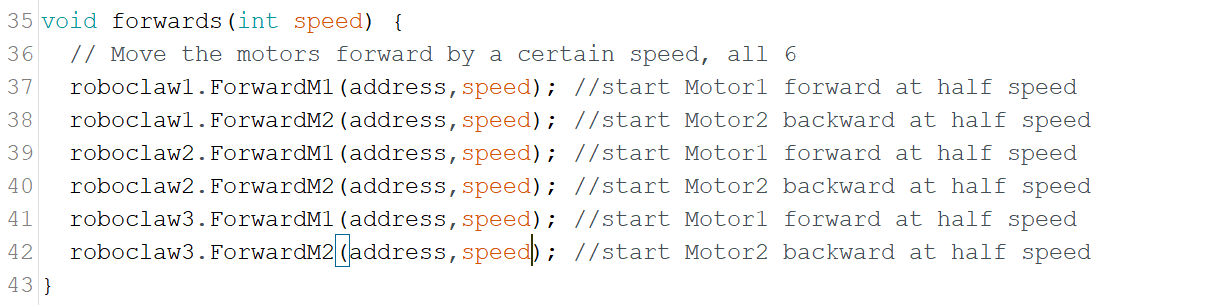 35 void forwards(int speed) {
36   // Move the motors forward by a certain speed, all 6
37   roboclaw1.ForwardM1(address,speed); //start Motor1 forward at half speed
38   roboclaw1.ForwardM2(address,speed); //start Motor2 backward at half speed
39   roboclaw2.ForwardM1(address,speed); //start Motor1 forward at half speed
40   roboclaw2.ForwardM2(address,speed); //start Motor2 backward at half speed
41   roboclaw3.ForwardM1(address,speed); //start Motor1 forward at half speed
42   roboclaw3.ForwardM2(address,speed); //start Motor2 backward at half speed
43 }